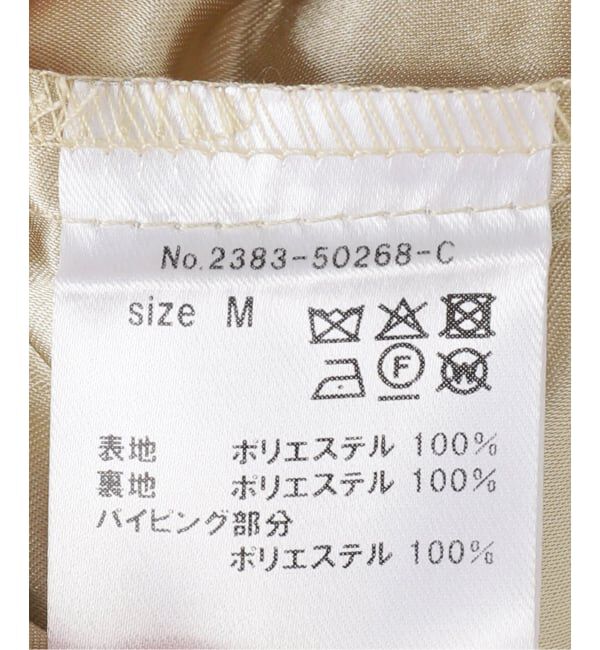 No.2383-50268-C
size M
F
W
表地 ポリエステル 100%
裏地 ポリエステル 100%
パイピング部分
ポリエステル 100%